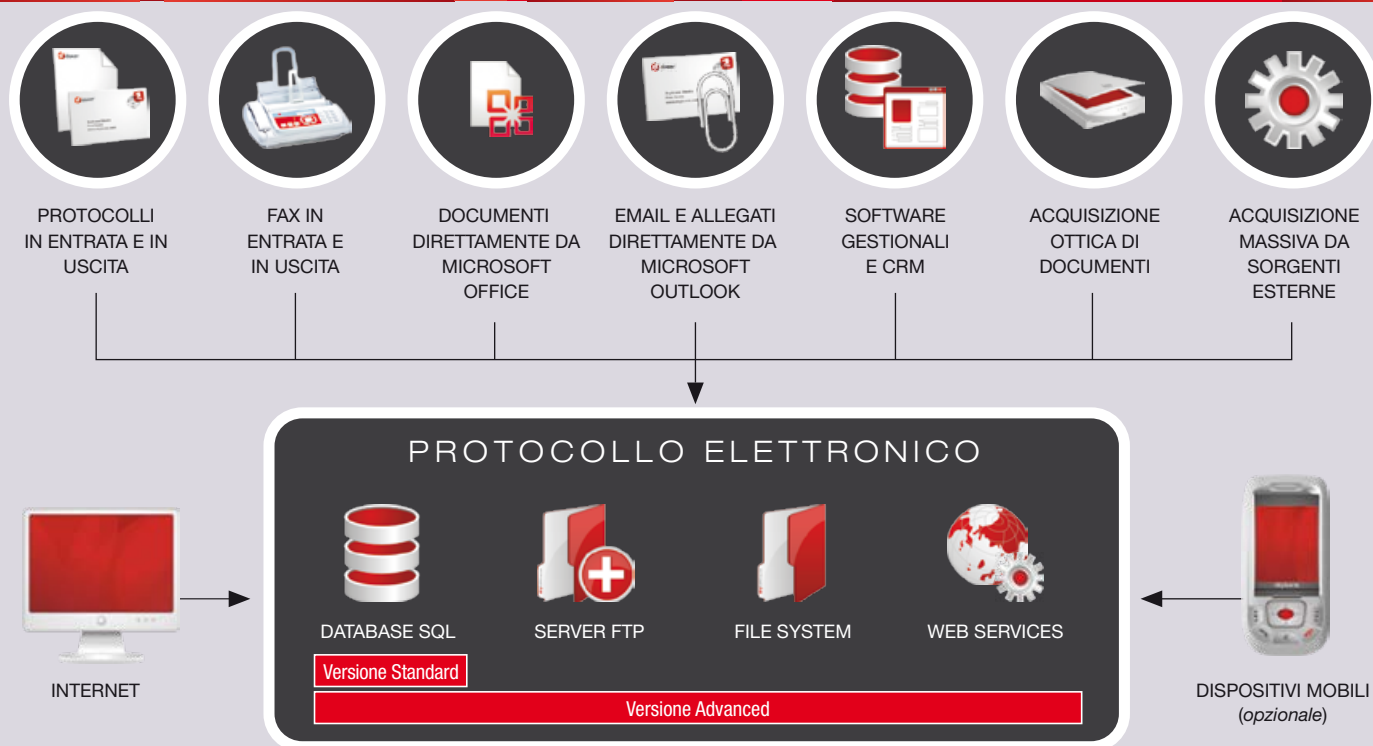 PROTOCOLLI
IN ENTRATA E IN
USCITA
FAX IN
ENTRATA E
IN USCITA
DOCUMENTI
DIRETTAMENTE DA
MICROSOFT
OFFICE
EMAIL E ALLEGATI
DIRETTAMENTE DA
MICROSOFT
OUTLOOK
SOFTWARE
GESTIONALI
E CRM
ACQUISIZIONE
OTTICA DI
DOCUMENTI
ACQUISIZIONE
MASSIVA DA
SORGENTI
ESTERNE
PROTOCOLLO ELETTRONICO
DATABASE SQL
SERVER FTP
FILE SYSTEM
WEB SERVICES
Versione Standard
Versione Advanced
INTERNET
DISPOSITIVI MOBILI
(opzionale)